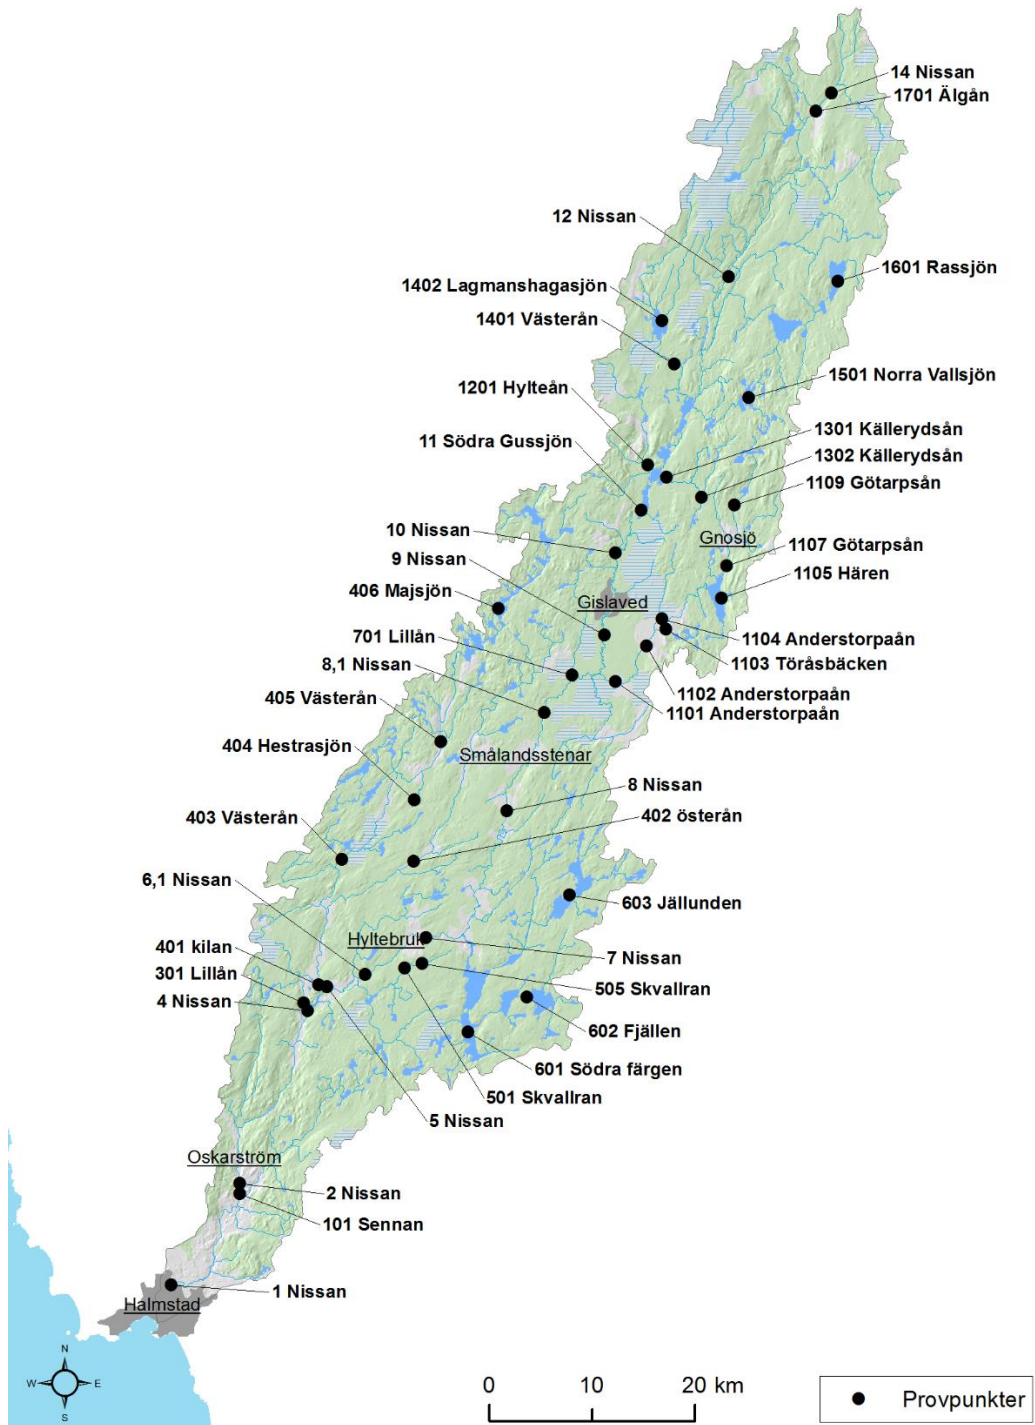 14 Nissan
1701 Älgån
12 Nissan
1601 Rassjön
1402 Lagmanshagasjön
1401 Västerån
1501 Norra Vallsjön
1201 Hylteån
1301 Källerydsån
11 Södra Gussjön
1302 Källerydsån
1109 Götarpsån
10 Nissan
Gnosjö
9 Nissan
1107 Götarpsån
1105 Hären
406 Majsjön
Gislaved
701 Lillån
1104 Anderstorpaån
8,1 Nissan
1103 Töråsbäcken
405 Västerån
1102 Anderstorpaån
1101 Anderstorpaån
404 Hestrasjön
Smålandsstenar
8 Nissan
403 Västerån
402 österån
6,1 Nissan
603 Jällunden
401 kilan
Hyltebruk
7 Nissan
301 Lillån
505 Skvallran
4 Nissan
602 Fjällen
601 Södra färgen
501 Skvallran
5 Nissan
Oskarström
2 Nissan
101 Sennan
1 Nissan
Halmstad
N
W E
S
0 10 20 km
Provpunkter